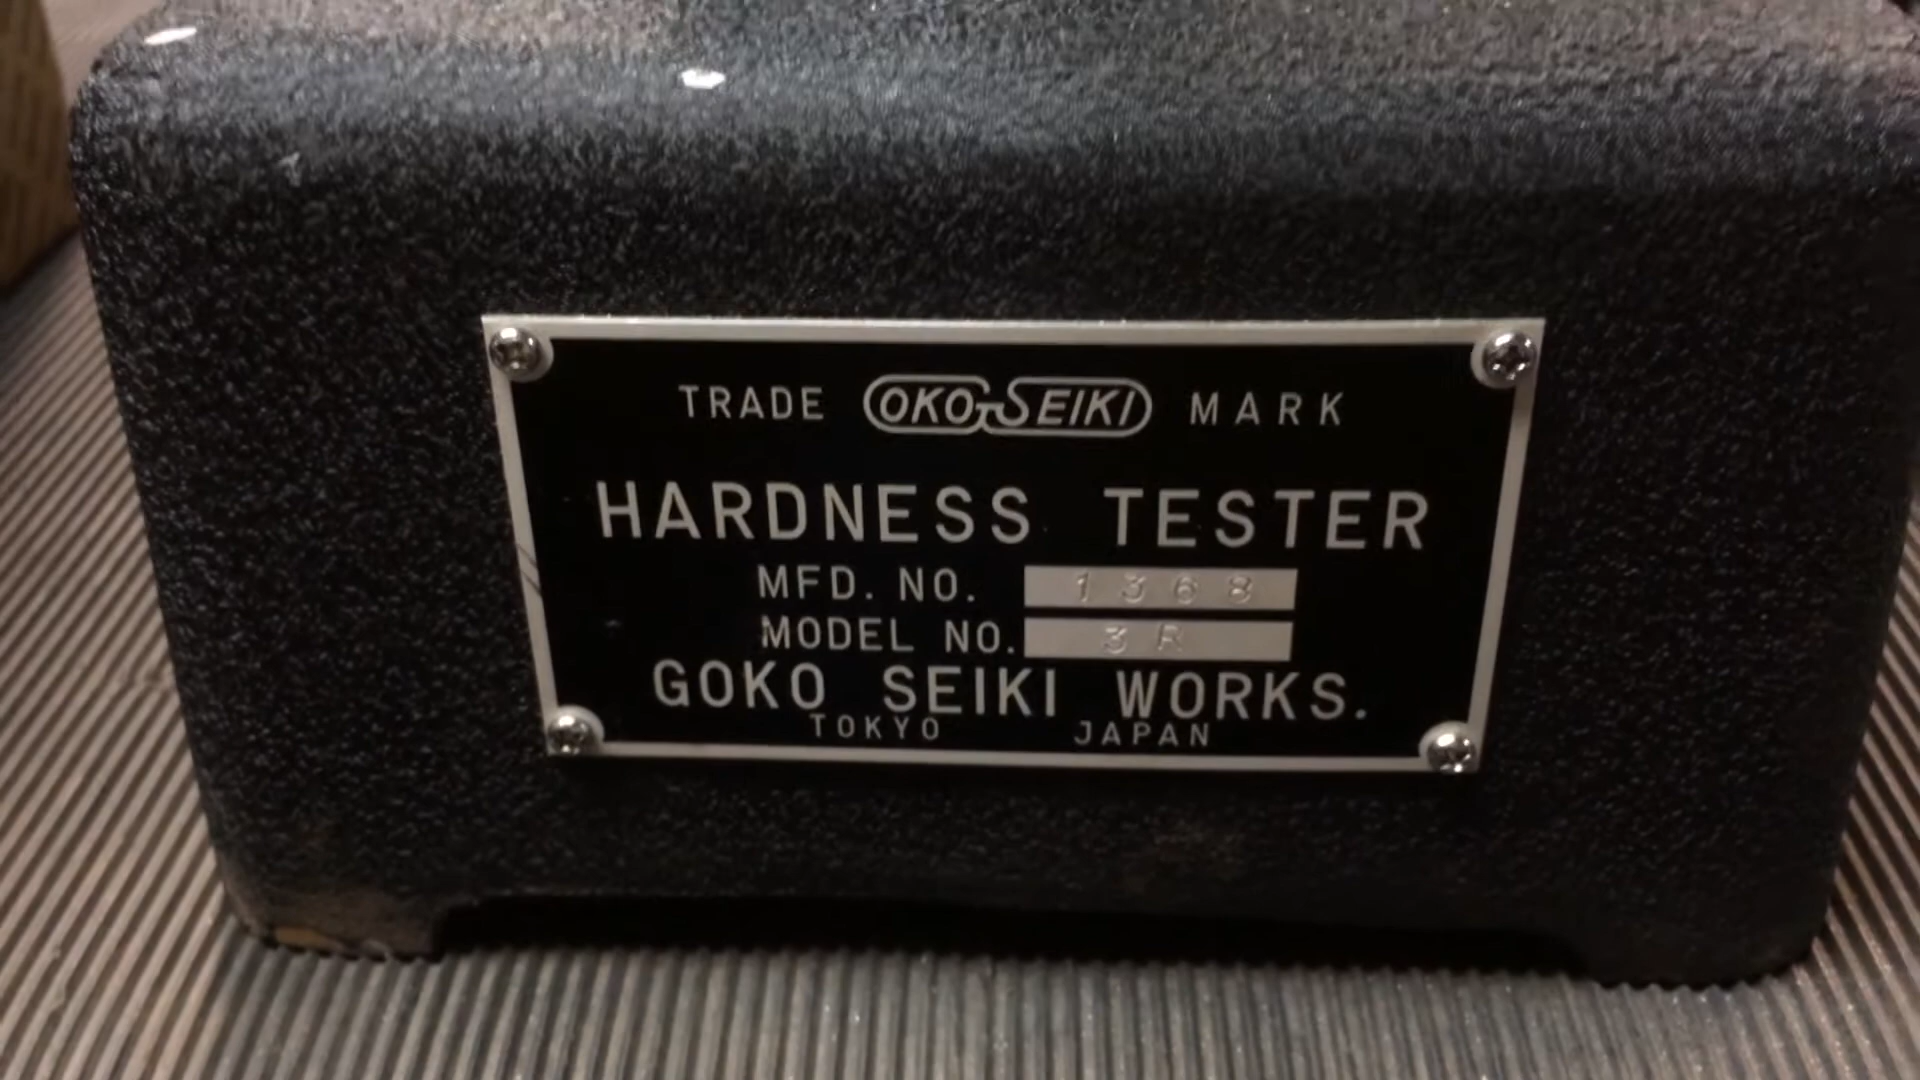 TRADE OKO-SEIKI MARK
HARDNESS TESTER
MFD. NO. 1368
MODEL NO. 3R
GOKO SEIKI WORKS.
TOKYO JAPAN